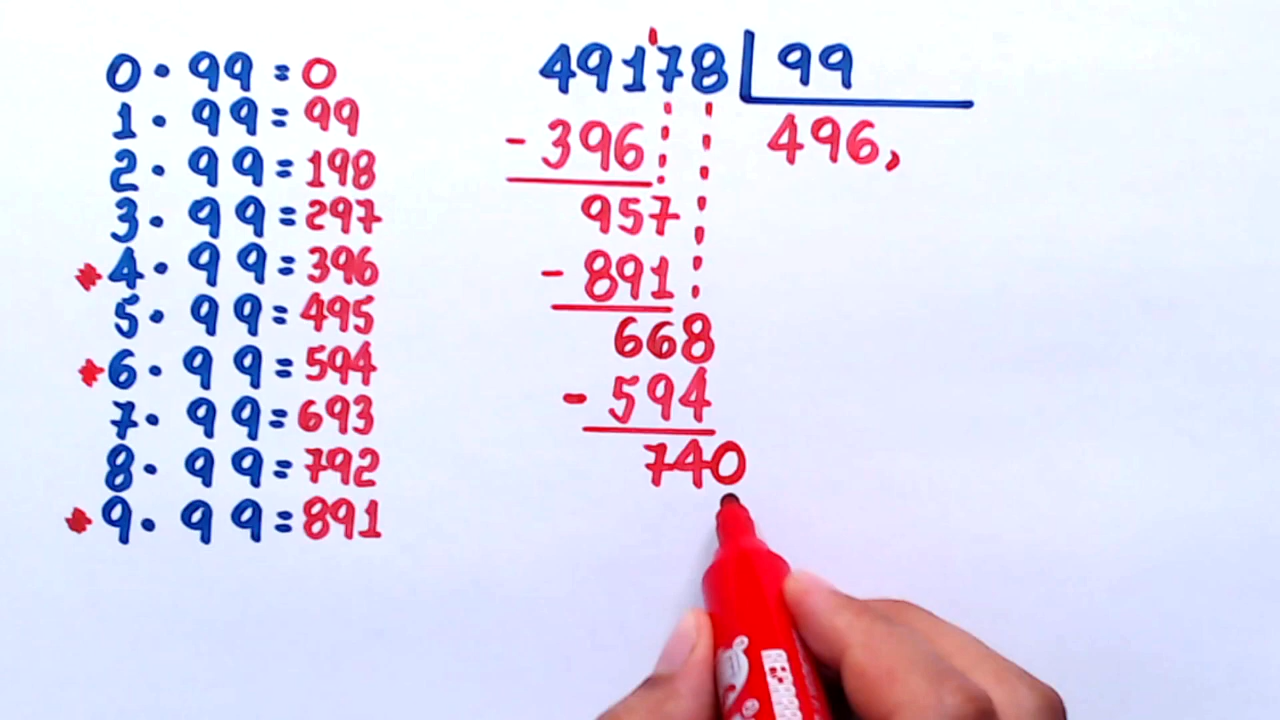 0 · 99 = 0
1 · 99 = 99
2 · 99 = 198
3 · 99 = 297
* 4 · 99 = 396
5 · 99 = 495
* 6 · 99 = 594
7 · 99 = 693
8 · 99 = 792
* 9 · 99 = 891
491'78 99
- 396 496,
957
- 891
668
- 594
740